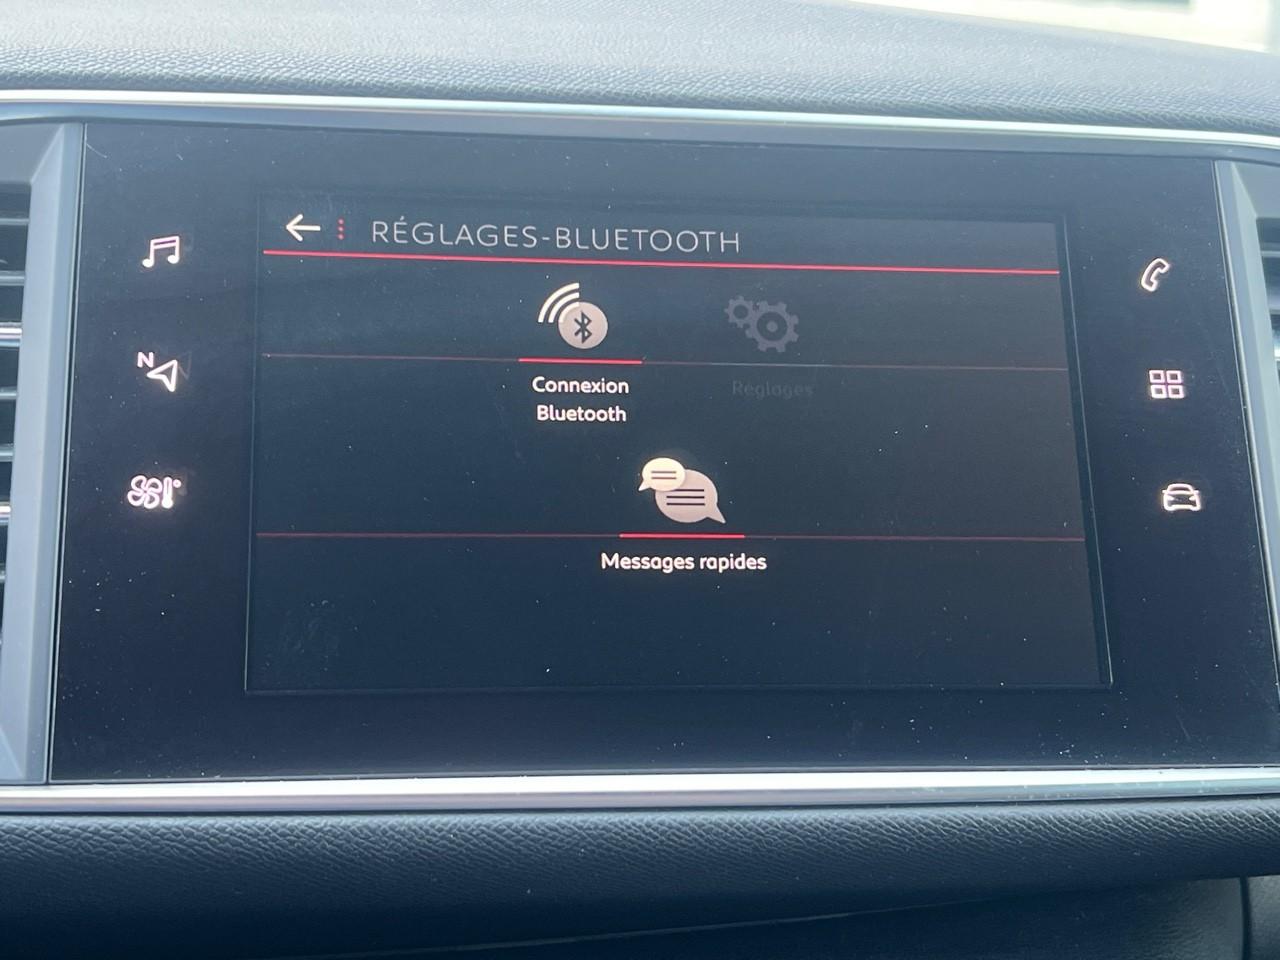 RÉGLAGES-BLUETOOTH
Connexion
Bluetooth
Réglages
Messages rapides
N